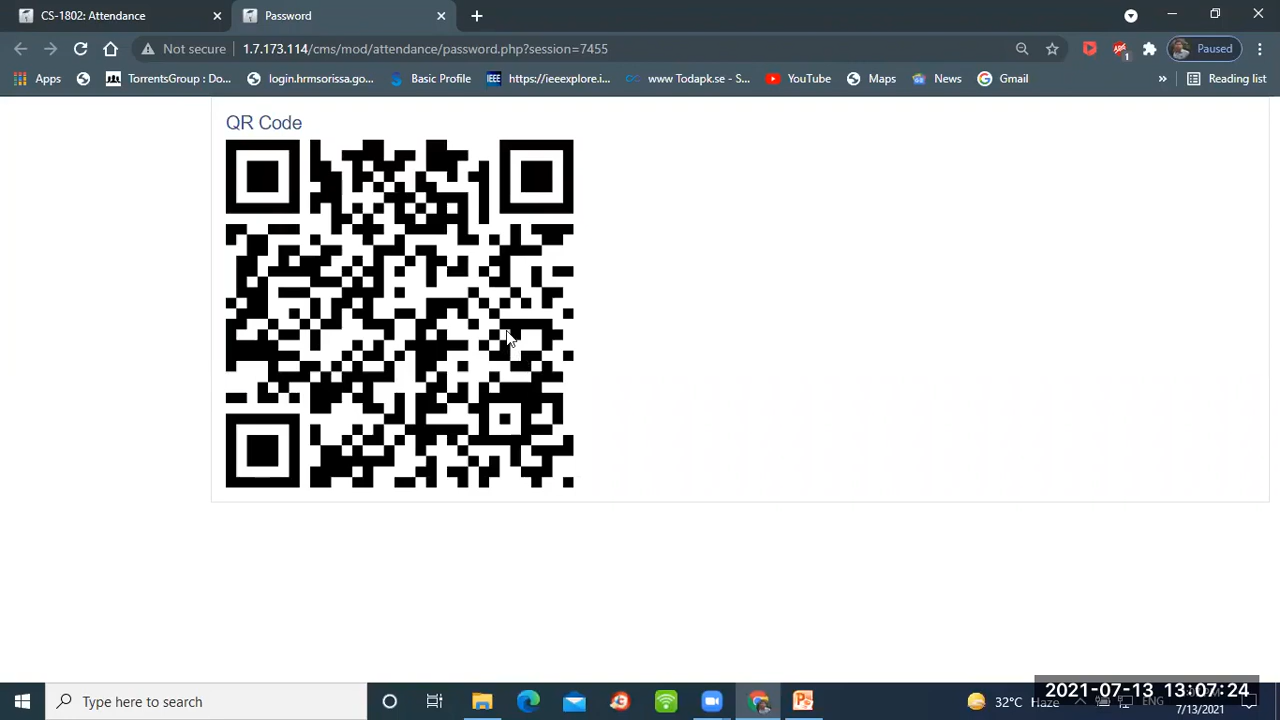 CS-1802: Attendance
Password
Not secure
1.7.173.114/cms/mod/attendance/password.php?session=7455
Paused
Apps
TorrentsGroup : Do...
login.hrmsorissa.go...
Basic Profile
IEEE
https://ieeexplore.i...
www Todapk.cs - S...
YouTube
Maps
News
Gmail
»
Reading list
QR Code
Type here to search
32°C Haze
ENG
2021-07-13 13:07:24
7/13/2021